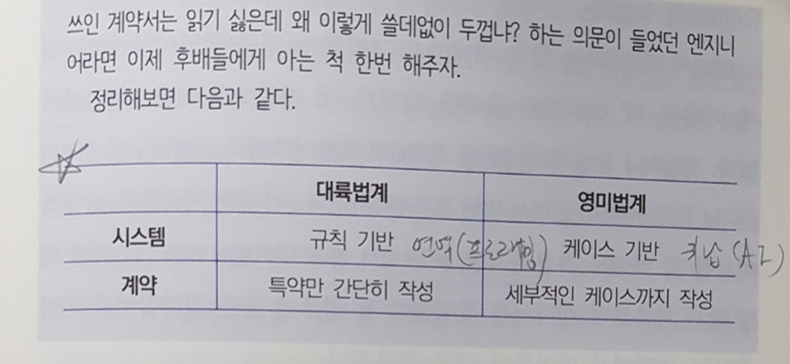 쓰인 계약서는 읽기 싫은데 왜 이렇게 쓸데없이 두껍냐? 하는 의문이 들었던 엔지니
어라면 이제 후배들에게 아는 척 한번 해주자.
정리해보면 다음과 같다.
대륙법계 영미법계
시스템 규칙 기반 연역(프로그래밍) 케이스 기반 귀납(AI)
계약 특약만 간단히 작성 세부적인 케이스까지 작성